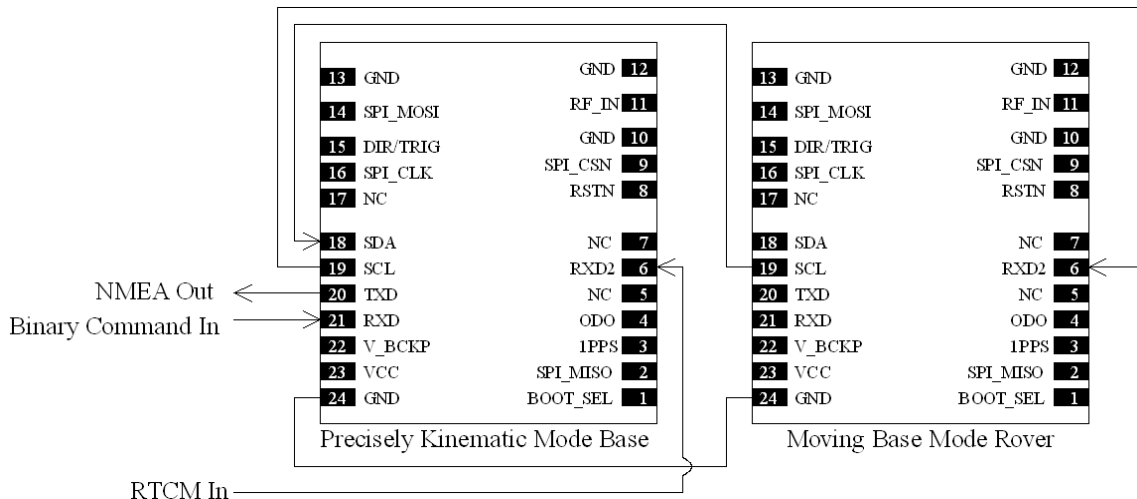 13 GND
14 SPI_MOSI
15 DIR/TRIG
16 SPI_CLK
17 NC
18 SDA
19 SCL
20 TXD
21 RXD
22 V_BCKP
23 VCC
24 GND
GND 12
RF_IN 11
GND 10
SPI_CSN 9
RSTN 8
NC 7
RXD2 6
NC 5
ODO 4
1PPS 3
SPI_MISO 2
BOOT_SEL 1
NMEA Out
Binary Command In
Precisely Kinematic Mode Base
RTCM In
13 GND
14 SPI_MOSI
15 DIR/TRIG
16 SPI_CLK
17 NC
18 SDA
19 SCL
20 TXD
21 RXD
22 V_BCKP
23 VCC
24 GND
GND 12
RF_IN 11
GND 10
SPI_CSN 9
RSTN 8
NC 7
RXD2 6
NC 5
ODO 4
1PPS 3
SPI_MISO 2
BOOT_SEL 1
Moving Base Mode Rover